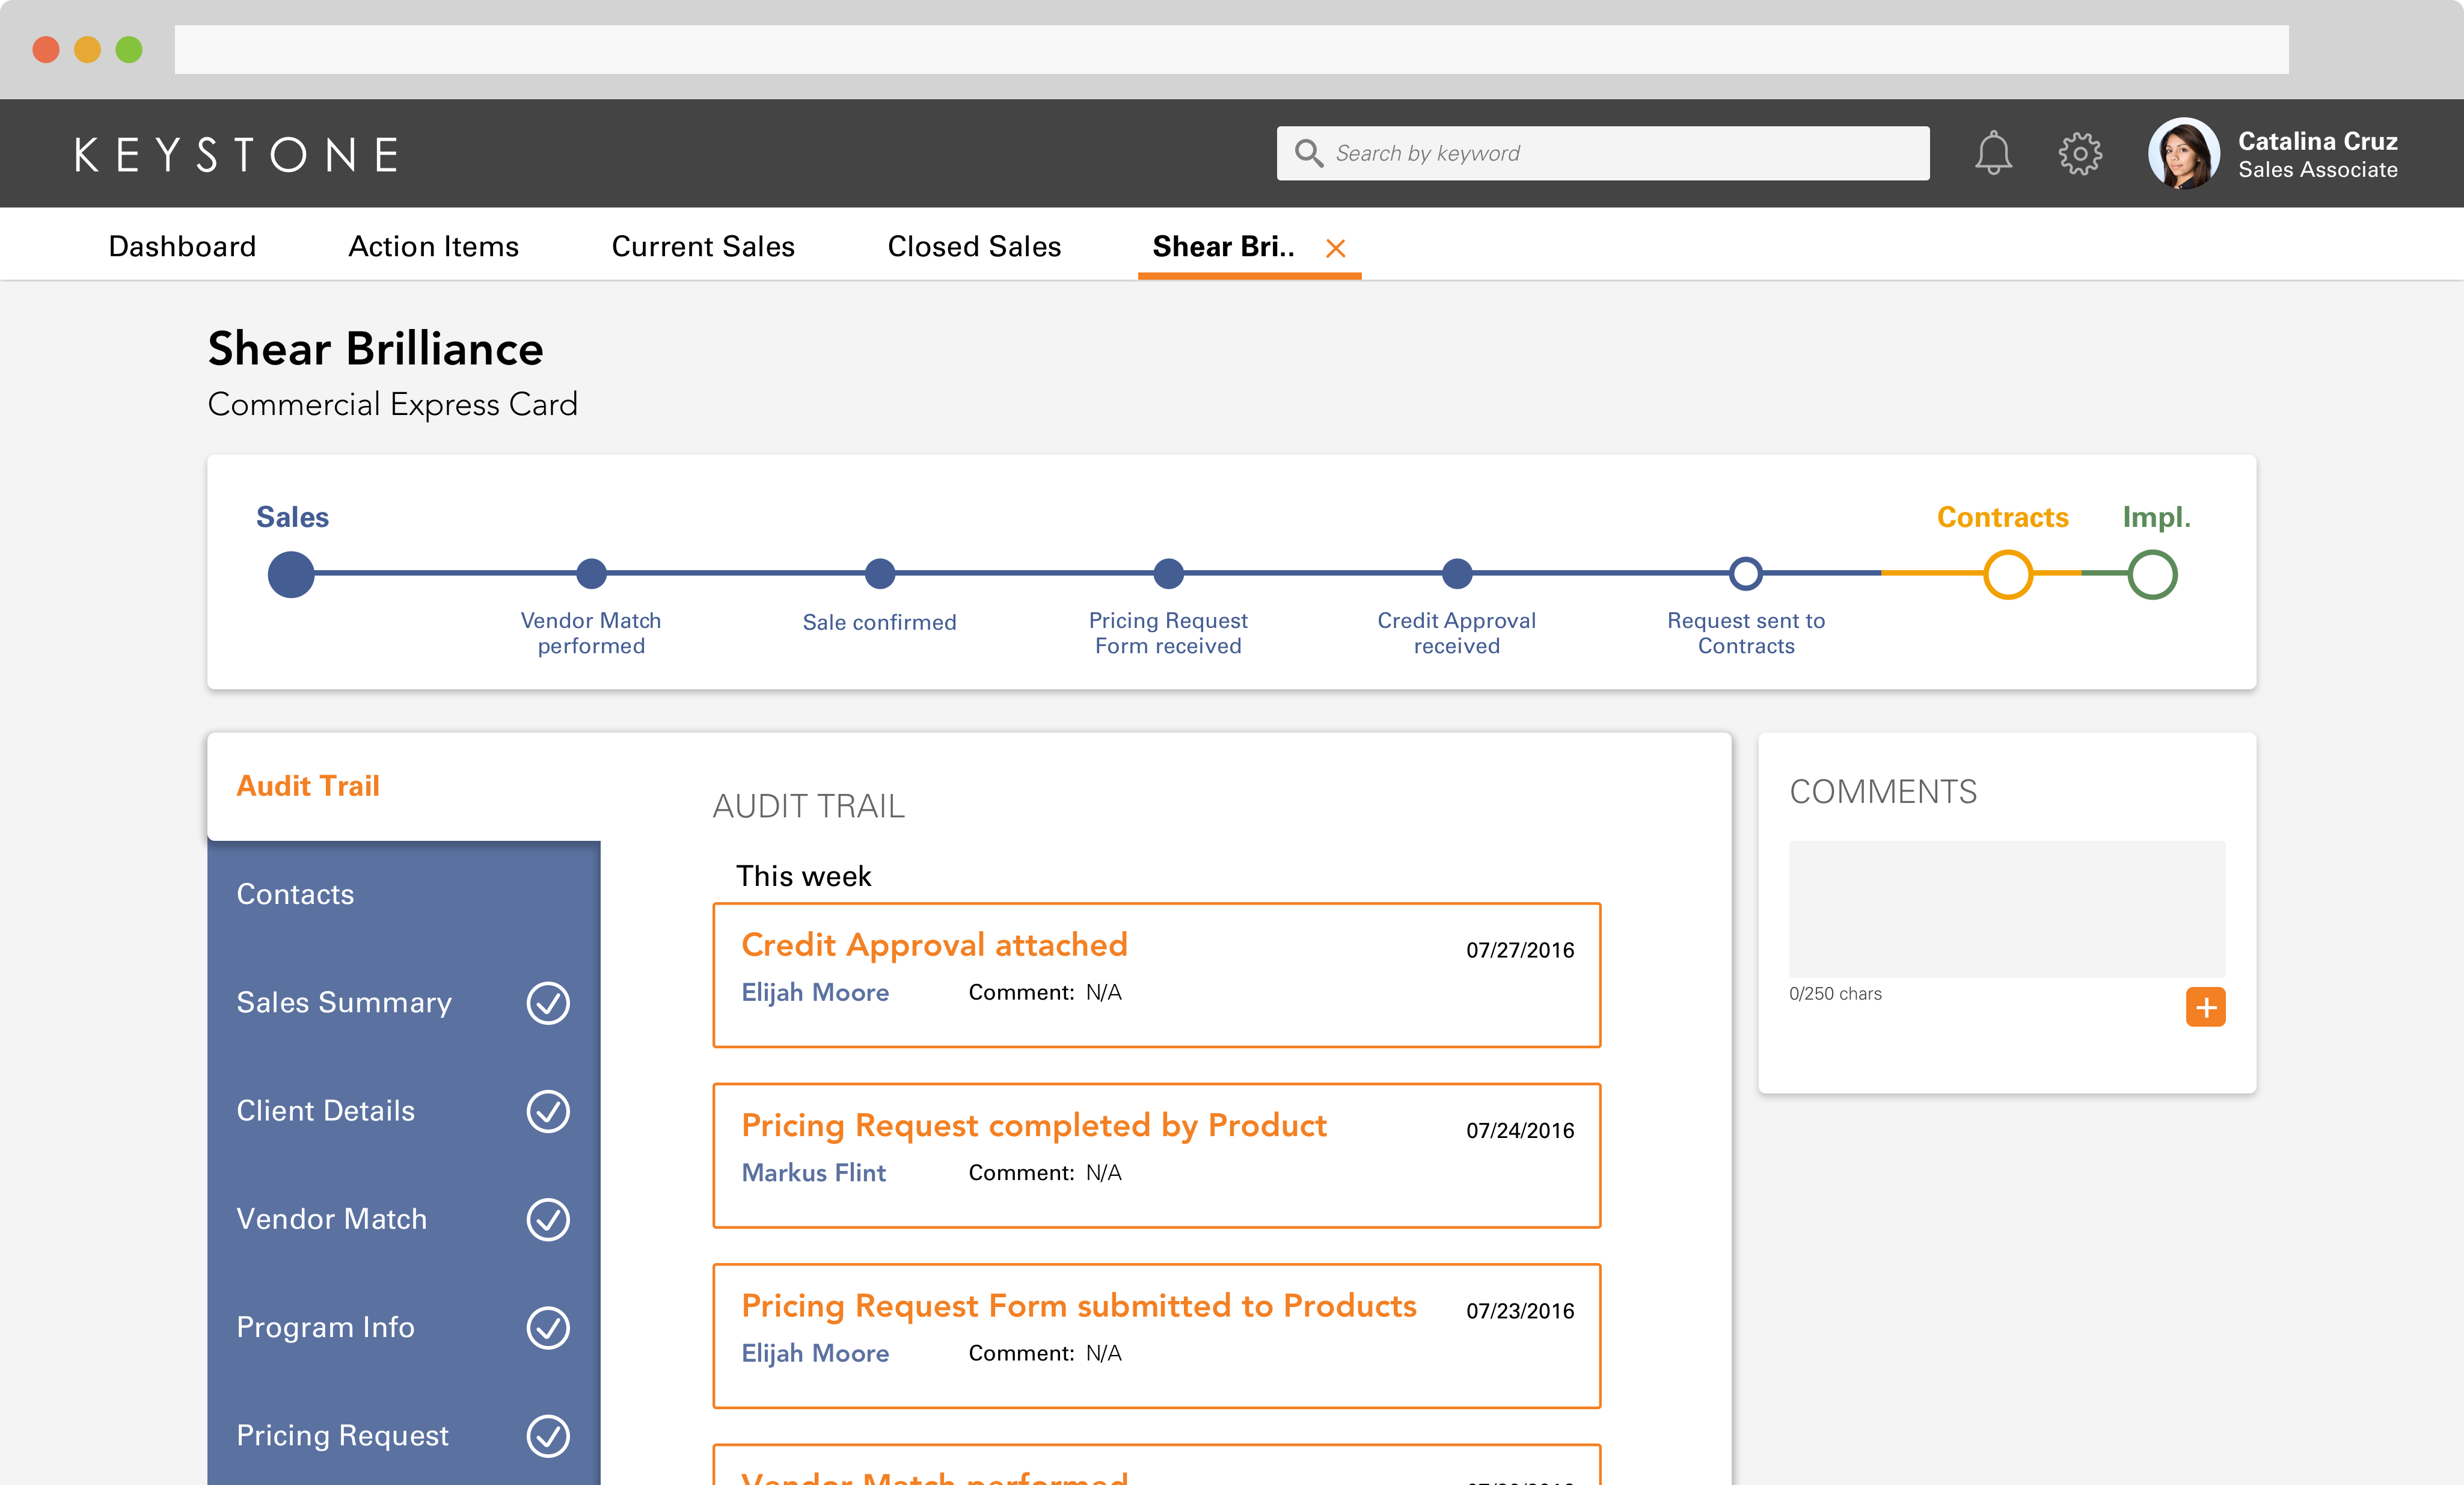 KEYSTONE
Search by keyword
Catalina Cruz
Sales Associate
Dashboard
Action Items
Current Sales
Closed Sales
Shear Bri..
Shear Brilliance
Commercial Express Card
Sales
Contracts
Impl.
Vendor Match
performed
Sale confirmed
Pricing Request
Form received
Credit Approval
received
Request sent to
Contracts
Audit Trail
Contacts
Sales Summary
Client Details
Vendor Match
Program Info
Pricing Request
AUDIT TRAIL
This week
Credit Approval attached
07/27/2016
Elijah Moore
Comment: N/A
Pricing Request completed by Product
07/24/2016
Markus Flint
Comment: N/A
Pricing Request Form submitted to Products
07/23/2016
Elijah Moore
Comment: N/A
Vendor Match performed
COMMENTS
0/250 chars